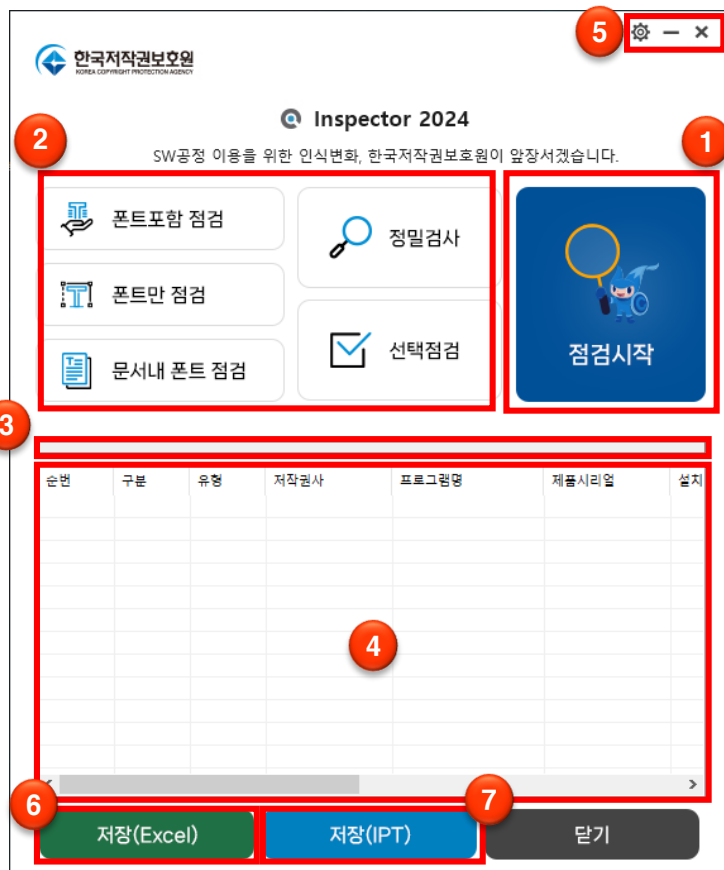 5
한국저작권보호원
KOREA COPYRIGHT PROTECTION AGENCY
Inspector 2024
2
1
SW공정 이용을 위한 인식변화, 한국저작권보호원이 앞장서겠습니다.
폰트포함 점검
정밀검사
폰트만 점검
선택점검
점검시작
문서내 폰트 점검
3
순번 구분 유형 저작권사 프로그램명 제품시리얼 설치
4
6
7
저장(Excel) 저장(IPT) 닫기